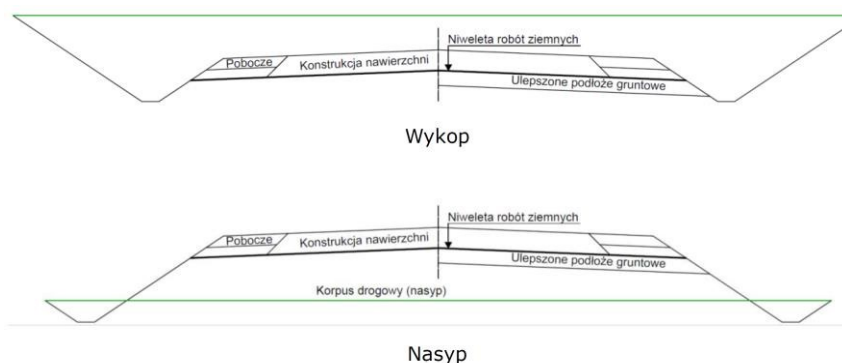 Niweleta robót ziemnych
Pobocze
Konstrukcja nawierzchni
Ulepszone podłoże gruntowe
Wykop
Niweleta robót ziemnych
Pobocze
Konstrukcja nawierzchni
Ulepszone podłoże gruntowe
Korpus drogowy (nasyp)
Nasyp